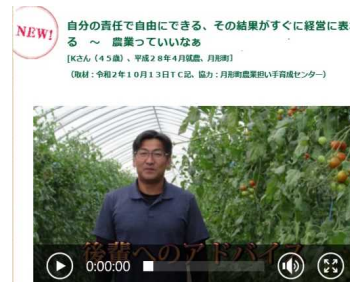 NEW!
自分の責任で自由にできる、その結果がすぐに経営に表
る　～　農業っていいなぁ
[Kさん（４５歳）、平成２８年４月就農、月形町]
（取材：令和２年１０月１３日ＴＣ記、協力：月形町農業担い手育成センター）
後輩へのアドバイス
0:00:00